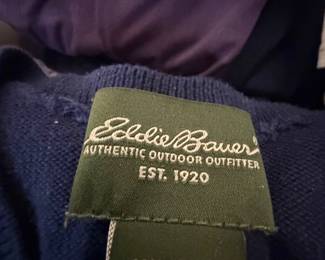 Eddie Bauer
AUTHENTIC OUTDOOR OUTFITTER
EST. 1920